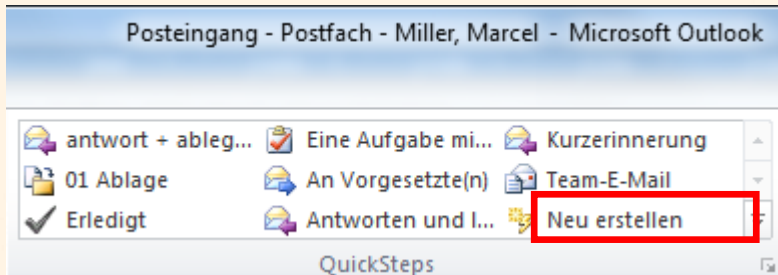 Posteingang - Postfach - Miller, Marcel - Microsoft Outlook
antwort + ableg... Eine Aufgabe mi... Kurzerinnerung
01 Ablage An Vorgesetzte(n) Team-E-Mail
Erledigt Antworten und l... Neu erstellen
QuickSteps